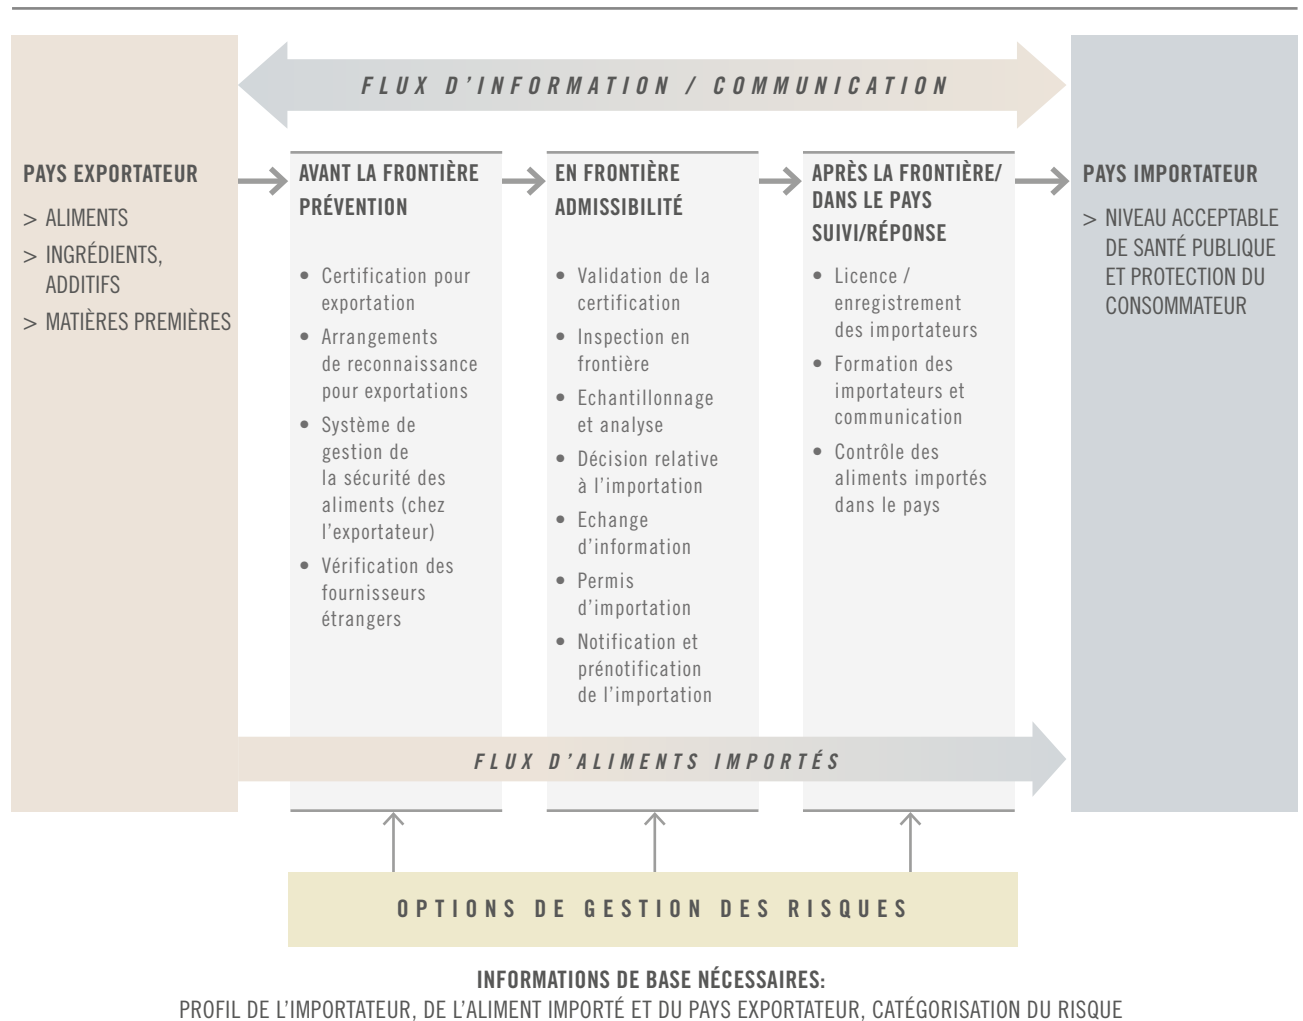 FLUX D'INFORMATION / COMMUNICATION
PAYS EXPORTATEUR
> ALIMENTS
> INGRÉDIENTS,
ADDITIFS
> MATIÈRES PREMIÈRES
AVANT LA FRONTIÈRE
PRÉVENTION
• Certification pour
exportation
• Arrangements
de reconnaissance
pour exportations
• Système de
gestion de
la sécurité des
aliments (chez
l'exportateur)
• Vérification des
fournisseurs
étrangers
EN FRONTIÈRE
ADMISSIBILITÉ
• Validation de la
certification
• Inspection en
frontière
• Echantillonnage
et analyse
• Décision relative
à l'importation
• Echange
d'information
• Permis
d'importation
• Notification et
prénotification
de l'importation
APRÈS LA FRONTIÈRE/
DANS LE PAYS
SUIVI/RÉPONSE
• Licence /
enregistrement
des importateurs
• Formation des
importateurs et
communication
• Contrôle des
aliments importés
dans le pays
PAYS IMPORTATEUR
> NIVEAU ACCEPTABLE
DE SANTÉ PUBLIQUE
ET PROTECTION DU
CONSOMMATEUR
FLUX D'ALIMENTS IMPORTÉS
OPTIONS DE GESTION DES RISQUES
INFORMATIONS DE BASE NÉCESSAIRES:
PROFIL DE L'IMPORTATEUR, DE L'ALIMENT IMPORTÉ ET DU PAYS EXPORTATEUR, CATÉGORISATION DU RISQUE